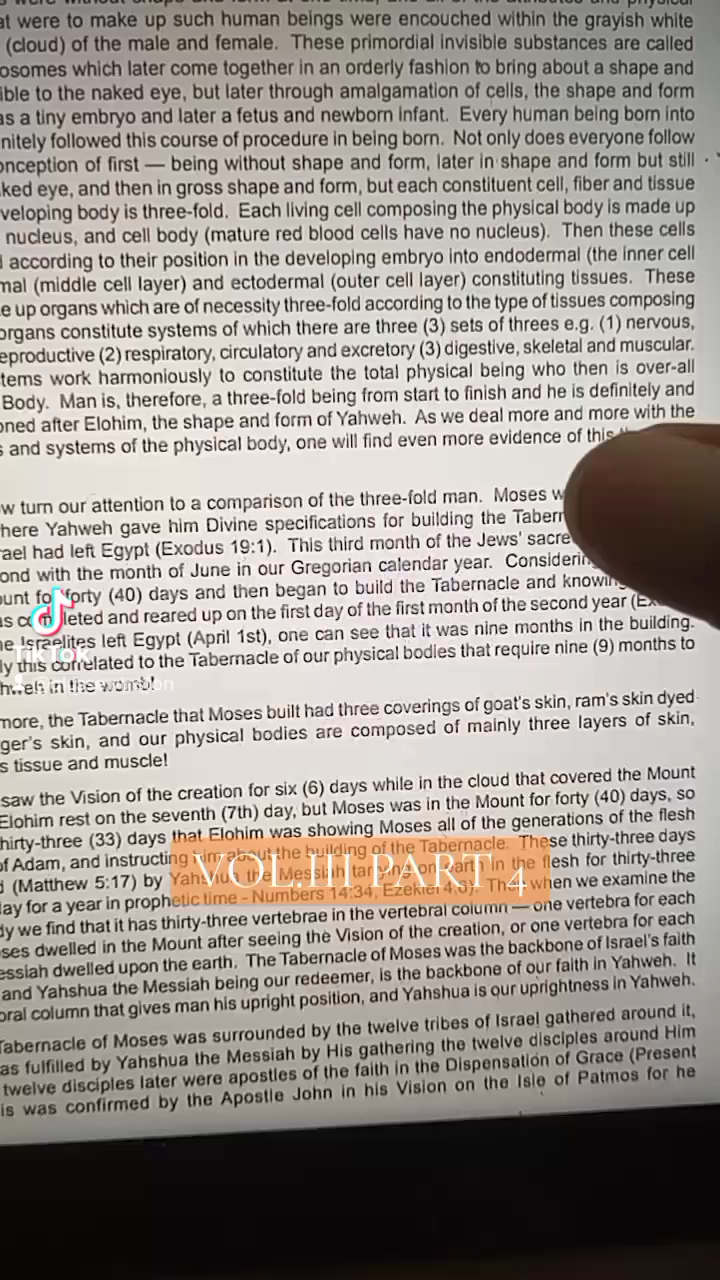 at were to make up such human beings were encouched within the grayish white
(cloud) of the male and female. These primordial invisible substances are called
osomes which later come together in an orderly fashion to bring about a shape and
ible to the naked eye, but later through amalgamation of cells, the shape and form
as a tiny embryo and later a fetus and newborn infant. Every human being born into
nitely followed this course of procedure in being born. Not only does everyone follow
onception of first — being without shape and form, later in shape and form but still
ked eye, and then in gross shape and form, but each constituent cell, fiber and tissue
veloping body is three-fold. Each living cell composing the physical body is made up
nucleus, and cell body (mature red blood cells have no nucleus). Then these cells
according to their position in the developing embryo into endodermal (the inner cell
mal (middle cell layer) and ectodermal (outer cell layer) constituting tissues. These
e up organs which are of necessity three-fold according to the type of tissues composing
organs constitute systems of which there are three (3) sets of threes e.g. (1) nervous,
eproductive (2) respiratory, circulatory and excretory (3) digestive, skeletal and muscular.
tems work harmoniously to constitute the total physical being who then is over-all
Body. Man is, therefore, a three-fold being from start to finish and he is definitely and
oned after Elohim, the shape and form of Yahweh. As we deal more and more with the
s and systems of the physical body, one will find even more evidence of this
w turn our attention to a comparison of the three-fold man. Moses w
here Yahweh gave him Divine specifications for building the Tabern
rael had left Egypt (Exodus 19:1). This third month of the Jews' sacre
ond with the month of June in our Gregorian calendar year. Considerin
ount for forty (40) days and then began to build the Tabernacle and knowin
as completed and reared up on the first day of the first month of the second year
he Israelites left Egypt (April 1st), one can see that it was nine months in the building.
ly this correlated to the Tabernacle of our physical bodies that require nine (9) months to
hweh in the womb!
TikTok
more, the Tabernacle that Moses built had three coverings of goat's skin, ram's skin dyed
ger's skin, and our physical bodies are composed of mainly three layers of skin,
s tissue and muscle!
saw the Vision of the creation for six (6) days while in the cloud that covered the Mount
Elohim rest on the seventh (7th) day, but Moses was in the Mount for forty (40) days, so
hirty-three (33) days that Elohim was showing Moses all of the generations of the flesh
of Adam, and instructing him about the building of the Tabernacle. These thirty-three days
(Matthew 5:17) by Yahshua the Messiah in the flesh for thirty-three
lay for a year in prophetic time - Numbers 14:34, Ezekiel 4:6). Then when we examine the
dy we find that it has thirty-three vertebrae in the vertebral column — one vertebra for each
ses dwelled in the Mount after seeing the Vision of the creation, or one vertebra for each
essiah dwelled upon the earth. The Tabernacle of Moses was the backbone of Israel's faith
and Yahshua the Messiah being our redeemer, is the backbone of our faith in Yahweh. It
bral column that gives man his upright position, and Yahshua is our uprightness in Yahweh.
VOL.III PART 4
Tabernacle of Moses was surrounded by the twelve tribes of Israel gathered around it,
as fulfilled by Yahshua the Messiah by His gathering the twelve disciples around Him
twelve disciples later were apostles of the faith in the Dispensation of Grace (Present
is was confirmed by the Apostle John in his Vision on the Isle of Patmos for he